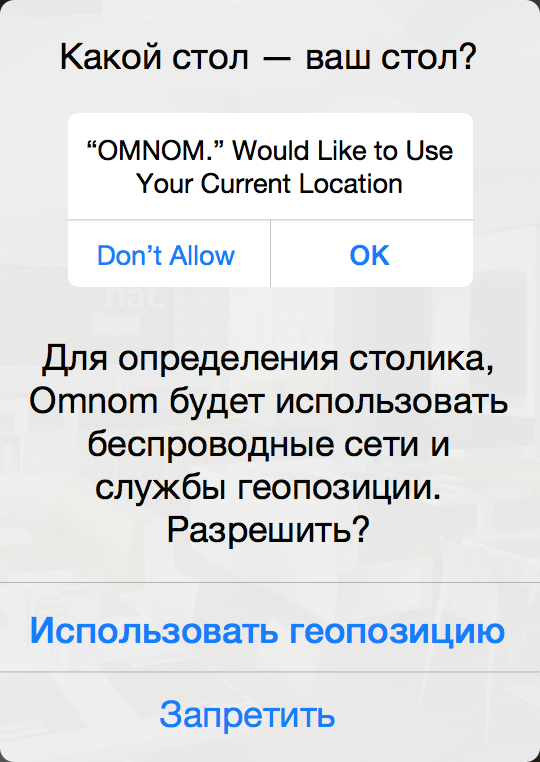 Какой стол — ваш стол?
“OMNOM.” Would Like to Use
Your Current Location
Don’t Allow
OK
nat.
Для определения столика,
Omnom будет использовать
беспроводные сети и
службы геопозиции.
Разрешить?
Использовать геопозицию
Запретить